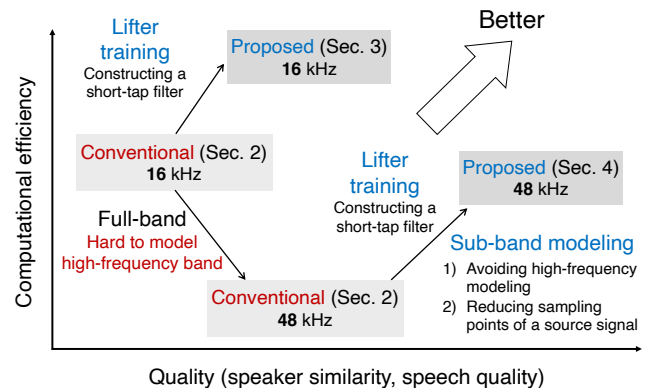 Better
Lifter
training
Constructing a
short-tap filter
Proposed (Sec. 3)
16 kHz
Conventional (Sec. 2)
16 kHz
Lifter
training
Constructing a
short-tap filter
Proposed (Sec. 4)
48 kHz
Full-band
Hard to model
high-frequency band
Sub-band modeling
1) Avoiding high-frequency
modeling
2) Reducing sampling
points of a source signal
Conventional (Sec. 2)
48 kHz
Computational efficiency
Quality (speaker similarity, speech quality)